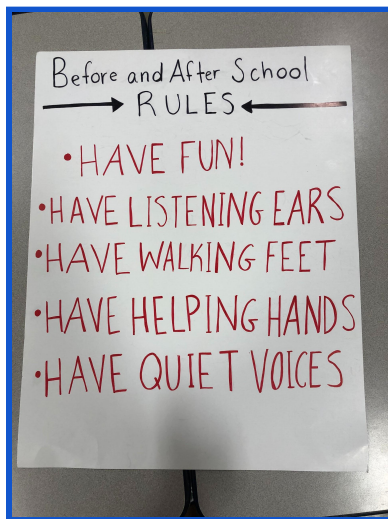 Before and After School
RULES
• HAVE FUN!
• HAVE LISTENING EARS
• HAVE WALKING FEET
• HAVE HELPING HANDS
• HAVE QUIET VOICES